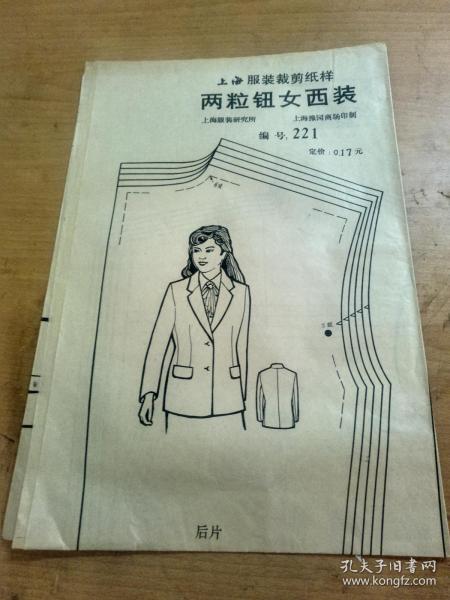 上海服装裁剪纸样
两粒钮女西装
上海服装研究所 上海豫园商场印制
编号.221
定价:0.17元
后片
孔夫子旧书网
www.kongfz.com